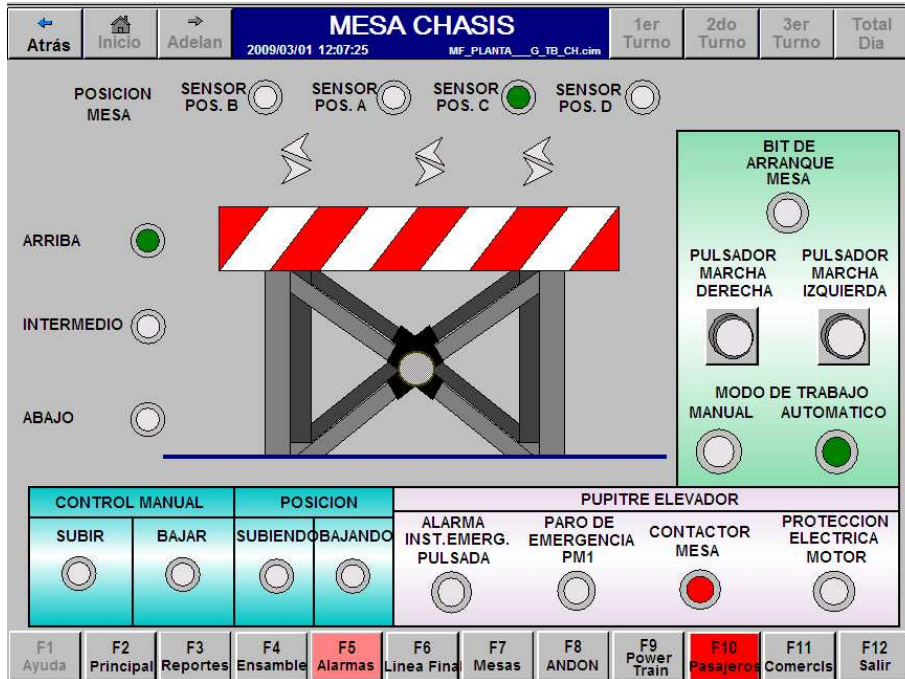 Atrás
Inicio
Adelan
MESA CHASIS
2009/03/01 12:07:25
MF_PLANTA___G_TB_CH.cim
1er
Turno
2do
Turno
3er
Turno
Total
Dia
POSICION
MESA
SENSOR
POS. B
SENSOR
POS. A
SENSOR
POS. C
SENSOR
POS. D
ARRIBA
INTERMEDIO
ABAJO
BIT DE
ARRANQUE
MESA
PULSADOR
MARCHA
DERECHA
PULSADOR
MARCHA
IZQUIERDA
MODO DE TRABAJO
MANUAL
AUTOMATICO
CONTROL MANUAL
SUBIR
BAJAR
POSICION
SUBIENDO
BAJANDO
PUPITRE ELEVADOR
ALARMA
INST.EMERG.
PULSADA
PARO DE
EMERGENCIA
PM1
CONTACTOR
MESA
PROTECCION
ELECTRICA
MOTOR
F1
Ayuda
F2
Principal
F3
Reportes
F4
Ensamble
F5
Alarmas
F6
Linea Final
F7
Mesas
F8
ANDON
F9
Power
Train
F10
Pasajeros
F11
Comercls
F12
Salir